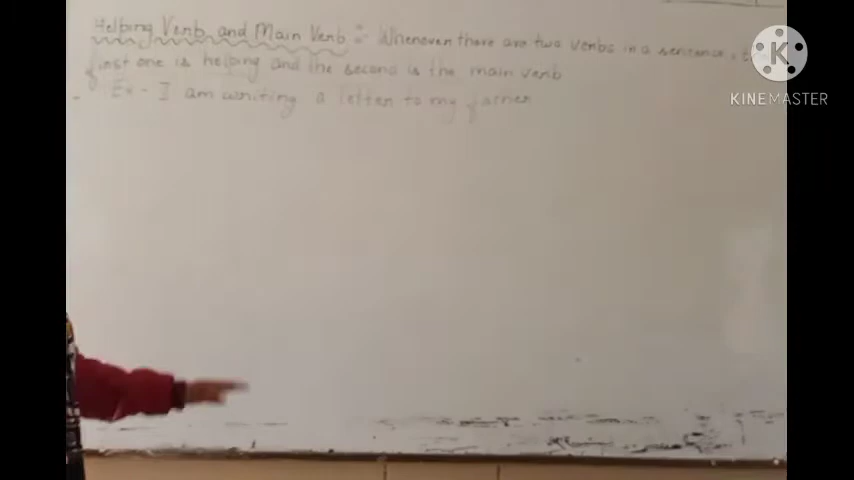 Helping Verb and Main Verb :- Whenever there are two verbs in a sentence,
first one is helping and the second is the main verb
Ex - I am writing a letter to my father
KINEMASTER